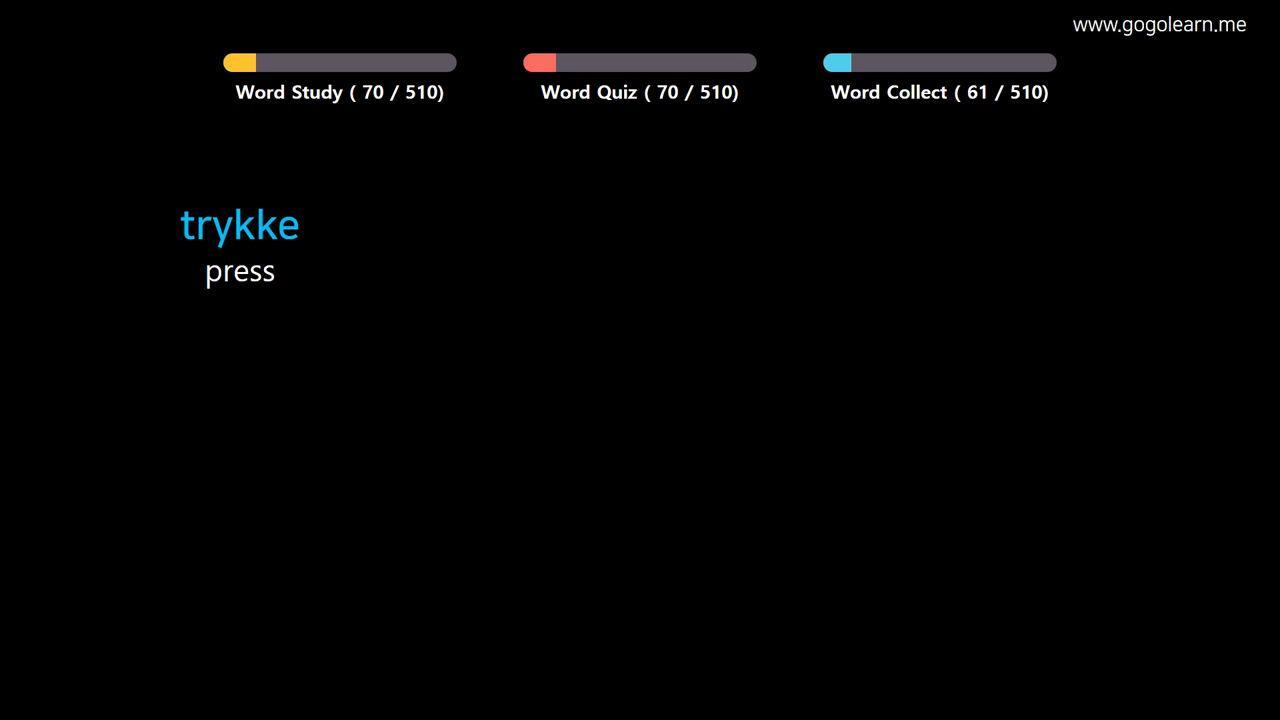 www.gogolearn.me
Word Study ( 70 / 510)
Word Quiz ( 70 / 510)
Word Collect ( 61 / 510)
trykke
press